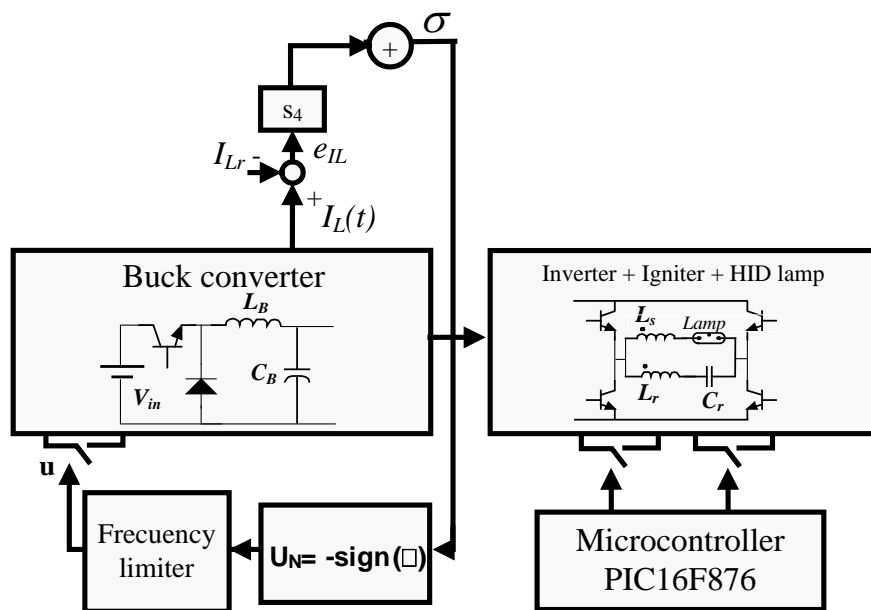 σ
+
s4
ILr -
eIL
+
IL(t)
Buck converter
LB
CB
Vin
Inverter + Igniter + HID lamp
Ls
Lamp
Lr
Cr
u
Frecuency
limiter
UN= -sign(□)
Microcontroller
PIC16F876